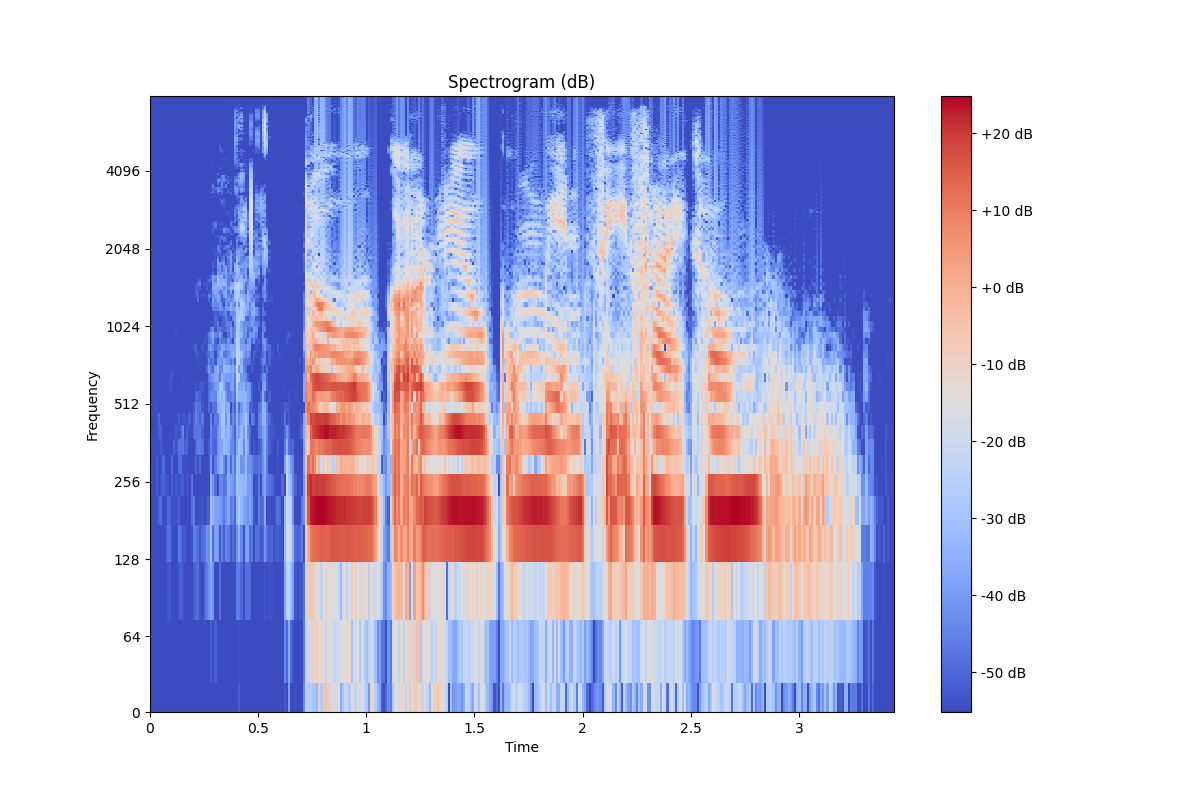 Spectrogram (dB)
Frequency
4096
2048
1024
512
256
128
64
0
0 0.5 1 1.5 2 2.5 3
Time
+20 dB
+10 dB
+0 dB
-10 dB
-20 dB
-30 dB
-40 dB
-50 dB